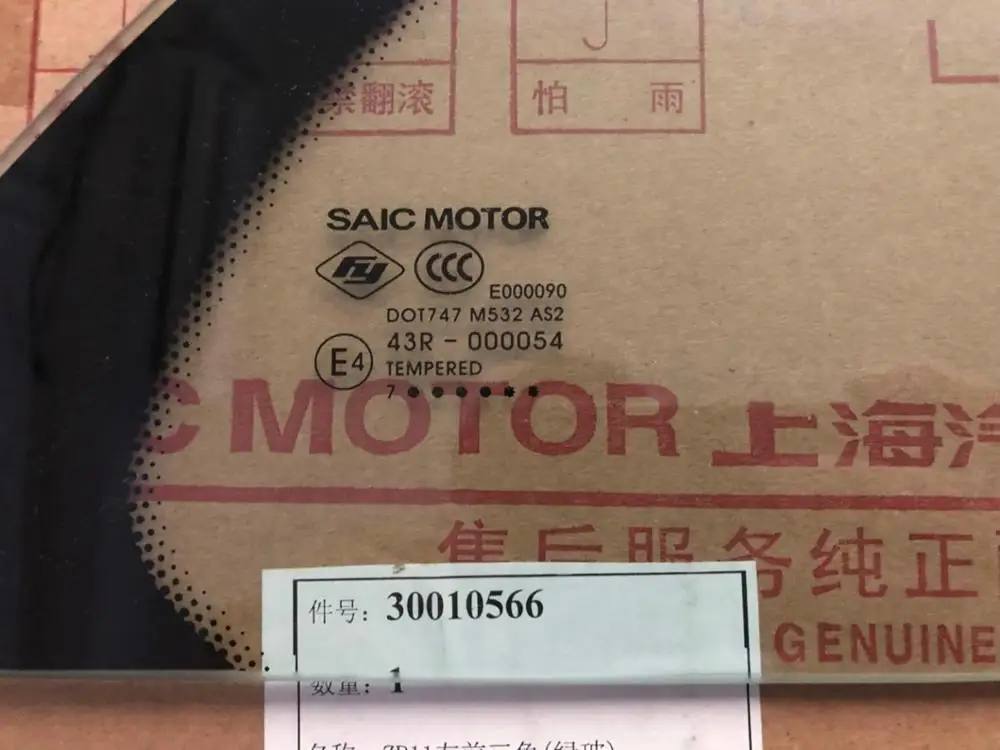 翻滚
怕雨
SAIC MOTOR
fy CCC
E000090
DOT747 M532 AS2
43R - 000054
E4
TEMPERED
7
C MOTOR 上海汽
售后服务纯正
GENUINE
件号: 30010566
数量: 1